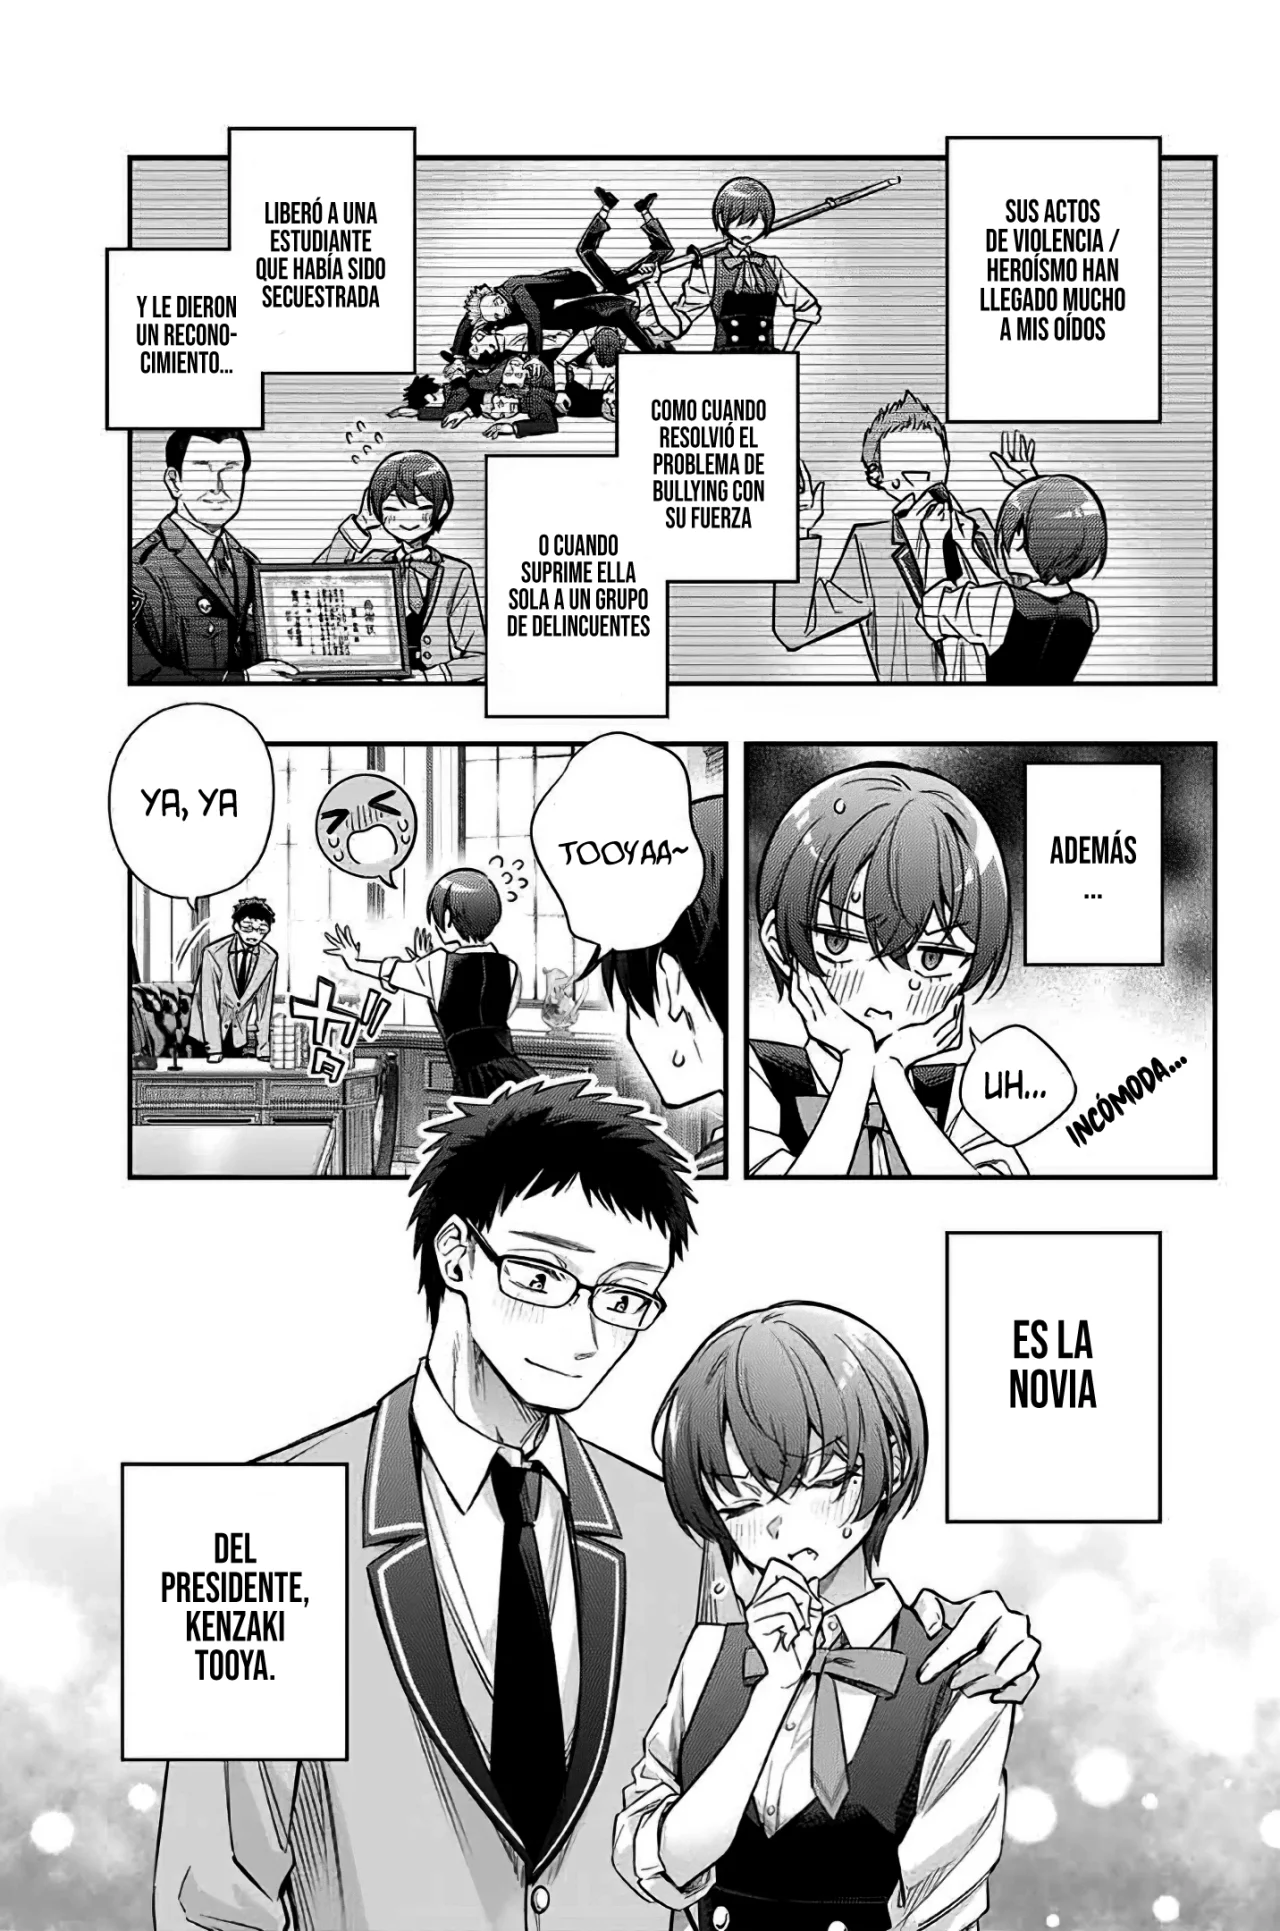 SUS ACTOS
DE VIOLENCIA /
HEROÍSMO HAN
LLEGADO MUCHO
A MIS OÍDOS
COMO CUANDO
RESOLVIÓ EL
PROBLEMA DE
BULLYING CON
SU FUERZA
O CUANDO
SUPRIME ELLA
SOLA A UN GRUPO
DE DELINCUENTES
LIBERÓ A UNA
ESTUDIANTE
QUE HABÍA SIDO
SECUESTRADA
Y LE DIERON
UN RECONO-
CIMIENTO...
ADEMÁS
...
UH...
INCÓMODA...
TOOYAA~
YA, YA
ES LA
NOVIA
DEL
PRESIDENTE,
KENZAKI
TOOYA.